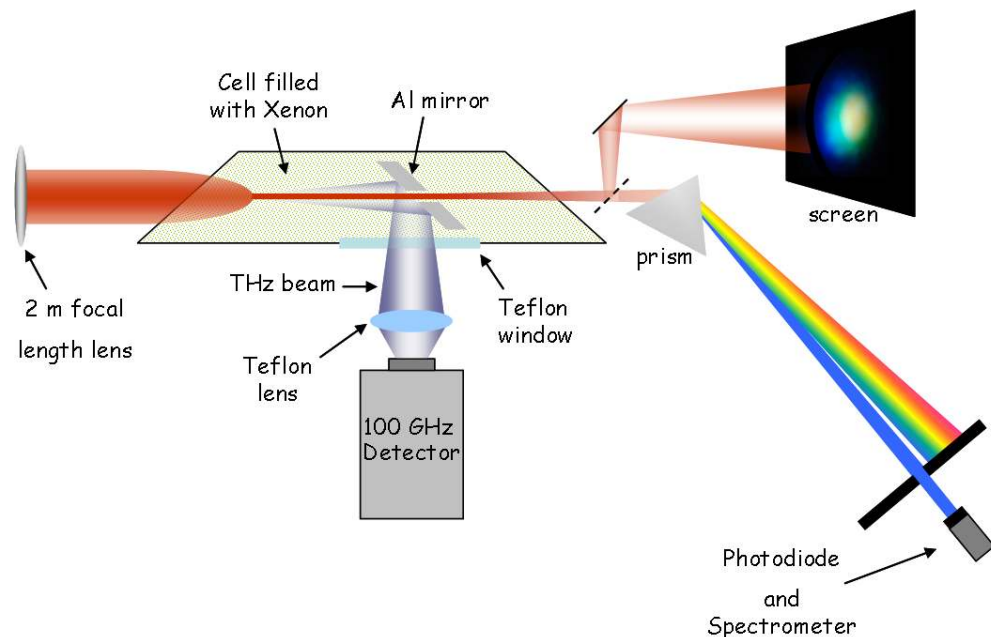 Cell filled
with Xenon
Al mirror
screen
prism
2 m focal
length lens
THz beam
Teflon
window
Teflon
lens
100 GHz
Detector
Photodiode
and
Spectrometer